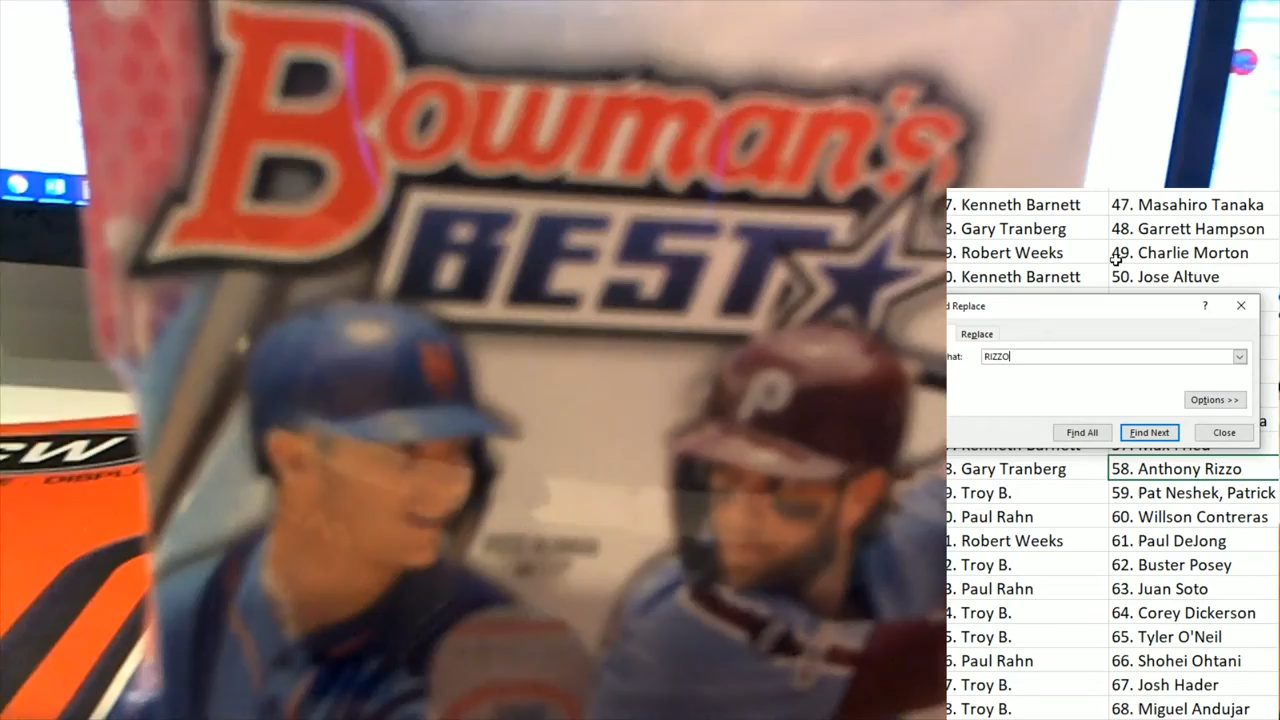 Bowman's
BEST
EW
DISPLA
P
7. Kenneth Barnett 47. Masahiro Tanaka
8. Gary Tranberg 48. Garrett Hampson
9. Robert Weeks 49. Charlie Morton
0. Kenneth Barnett 50. Jose Altuve
d Replace ?
Replace
hat: RIZZO
Options >>
Find All Find Next Close
8. Gary Tranberg 58. Anthony Rizzo
9. Troy B. 59. Pat Neshek, Patrick
0. Paul Rahn 60. Willson Contreras
1. Robert Weeks 61. Paul DeJong
2. Troy B. 62. Buster Posey
3. Paul Rahn 63. Juan Soto
4. Troy B. 64. Corey Dickerson
5. Troy B. 65. Tyler O'Neil
6. Paul Rahn 66. Shohei Ohtani
7. Troy B. 67. Josh Hader
8. Troy B. 68. Miguel Andujar